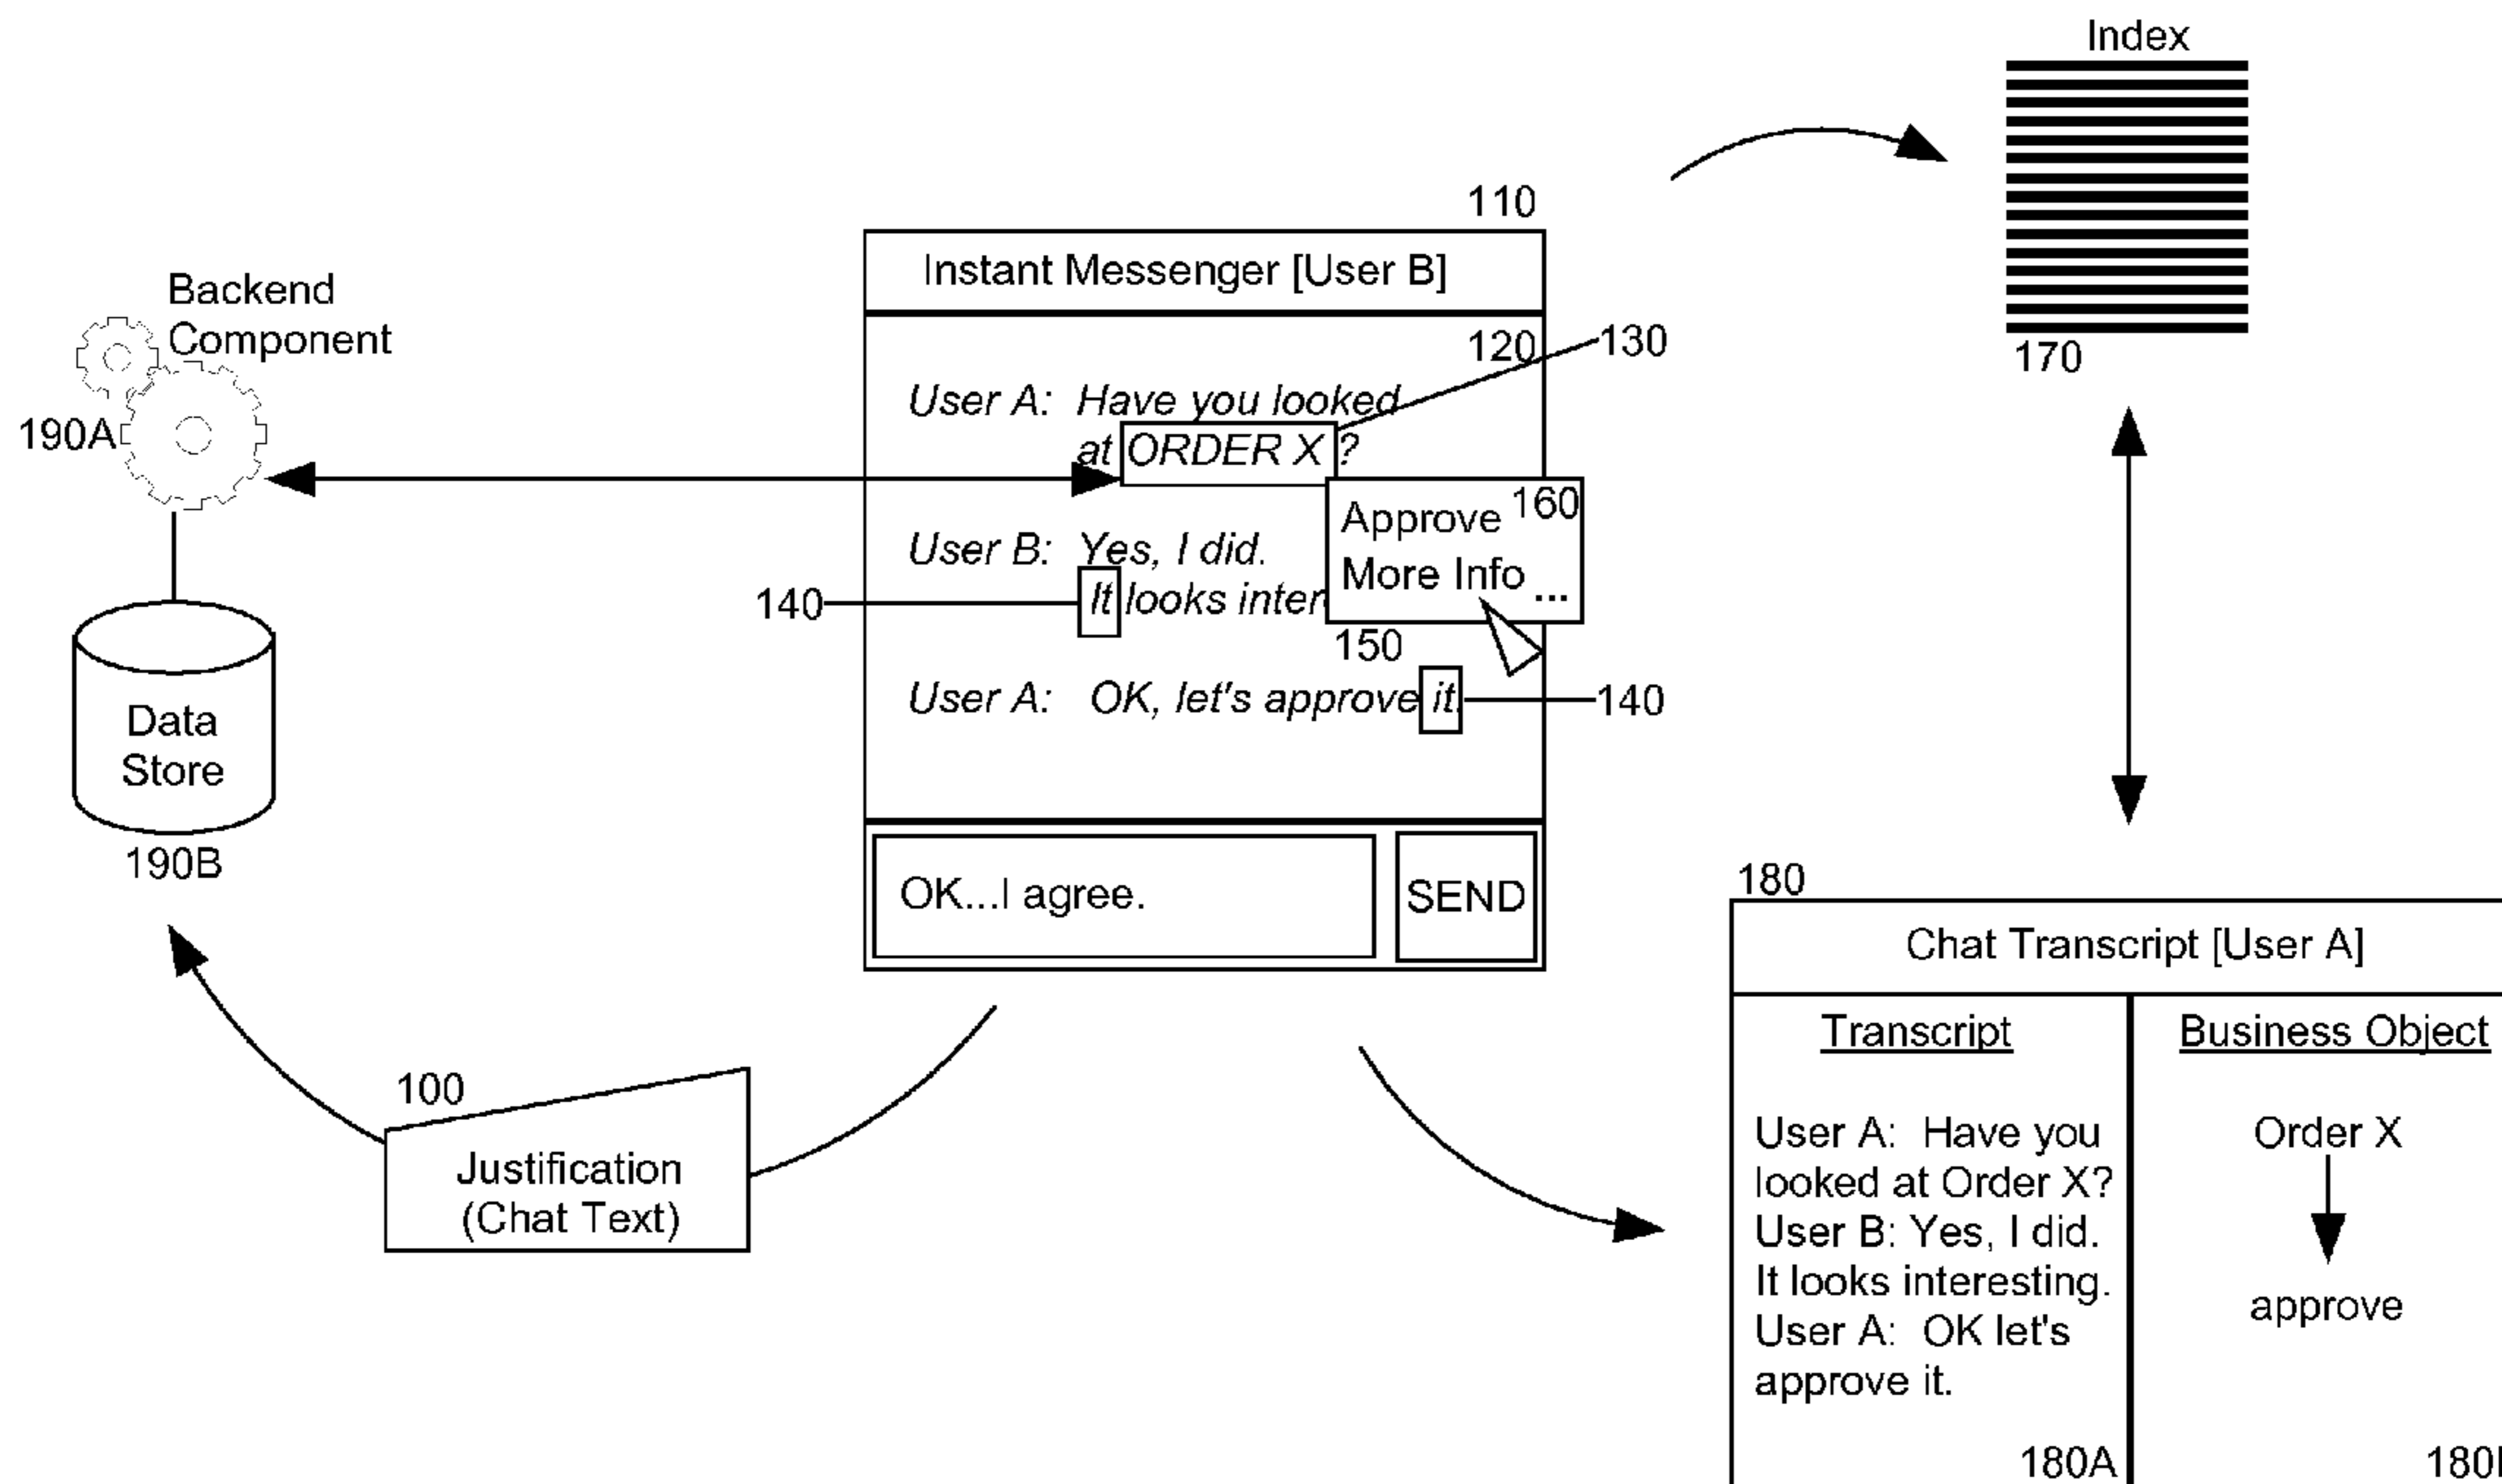 Index
170
110
Instant Messenger [User B]
120
130
User A: Have you looked
at ORDER X ?
160
Approve
More Info ...
150
User B: Yes, I did.
It looks inter
140
User A: OK, let's approve it.
140
OK...I agree.
SEND
Backend
Component
190A
Data
Store
190B
100
Justification
(Chat Text)
180
Chat Transcript [User A]
Transcript
User A: Have you
looked at Order X?
User B: Yes, I did.
It looks interesting.
User A: OK let's
approve it.
180A
Business Object
Order X
approve